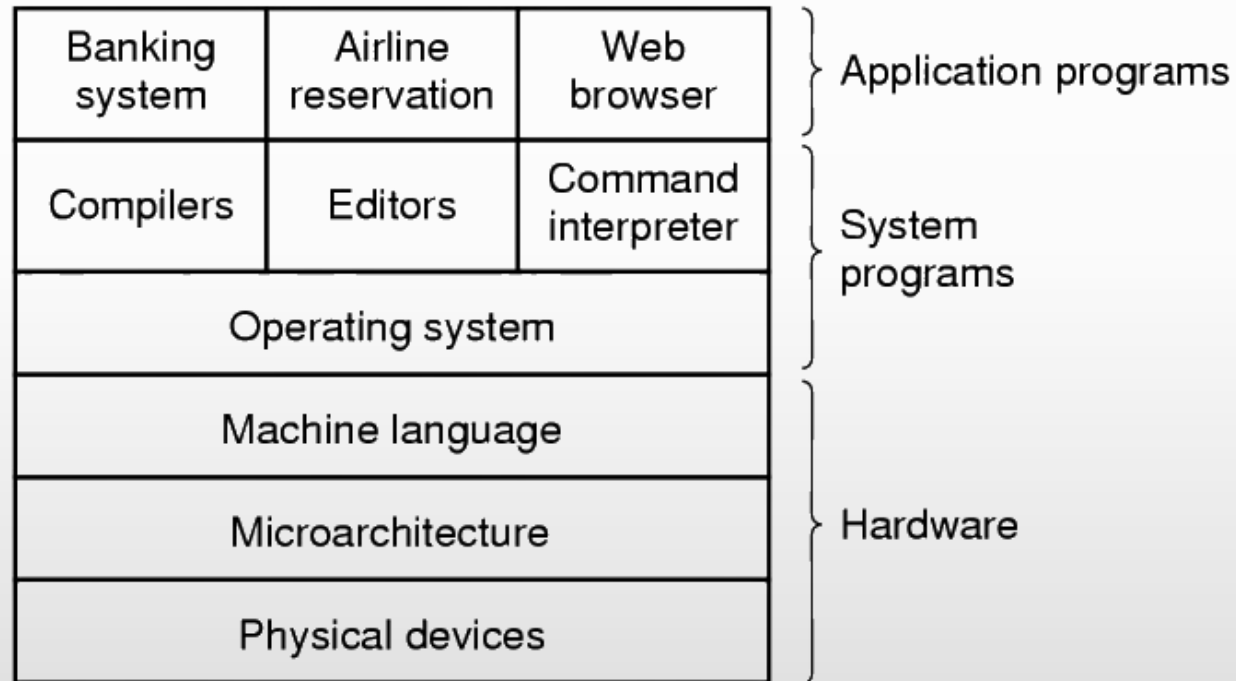 Banking
system
Airline
reservation
Web
browser
Application programs
Compilers
Editors
Command
interpreter
System
programs
Operating system
Machine language
Microarchitecture
Hardware
Physical devices